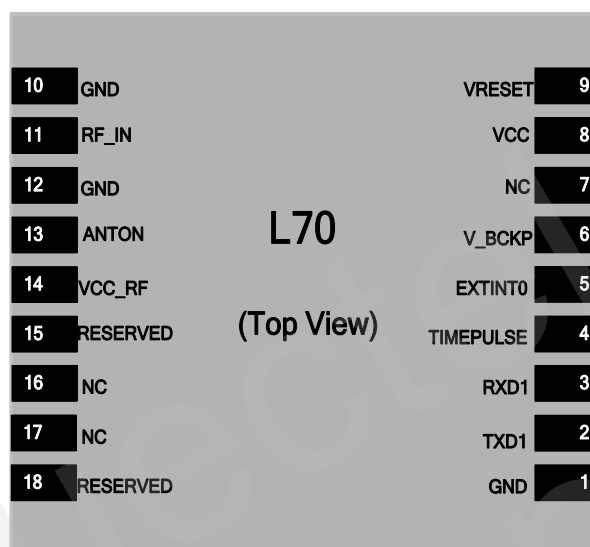 10 GND VRESET 9
11 RF_IN VCC 8
12 GND NC 7
13 ANTON L70 V_BCKP 6
14 VCC_RF EXTINT0 5
15 RESERVED (Top View) TIMEPULSE 4
16 NC RXD1 3
17 NC TXD1 2
18 RESERVED GND 1